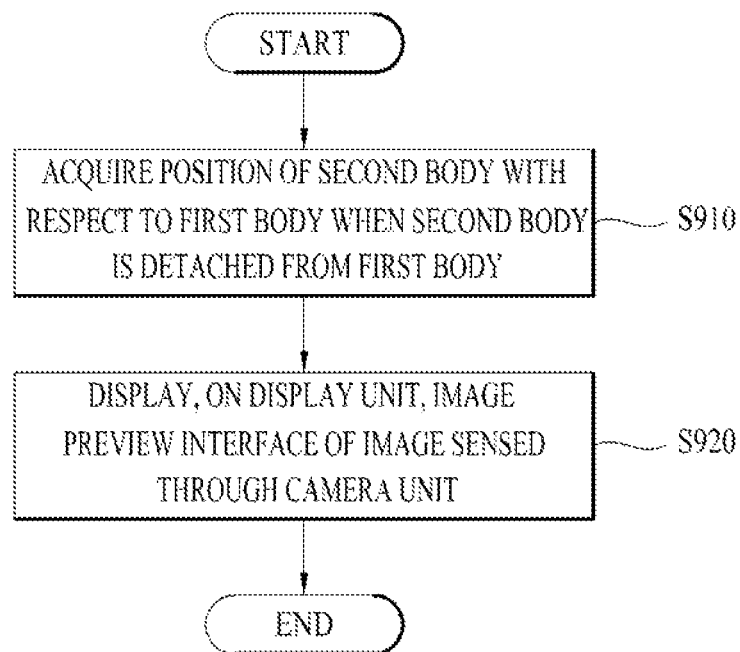 START
ACQUIRE POSITION OF SECOND BODY WITH
RESPECT TO FIRST BODY WHEN SECOND BODY
IS DETACHED FROM FIRST BODY
S910
DISPLAY, ON DISPLAY UNIT, IMAGE
PREVIEW INTERFACE OF IMAGE SENSED
THROUGH CAMERA UNIT
S920
END